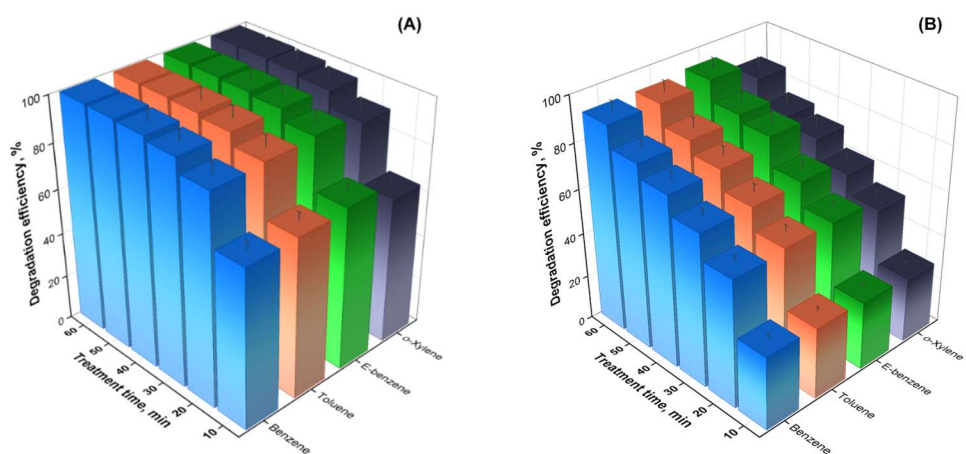 (A)
Degradation efficiency, %
100
80
60
40
20
0
60
50
40
30
20
10
Treatment time, min
Benzene
Toluene
E-benzene
o-Xylene
(B)
Degradation efficiency, %
100
80
60
40
20
0
60
50
40
30
20
10
Treatment time, min
Benzene
Toluene
E-benzene
o-Xylene